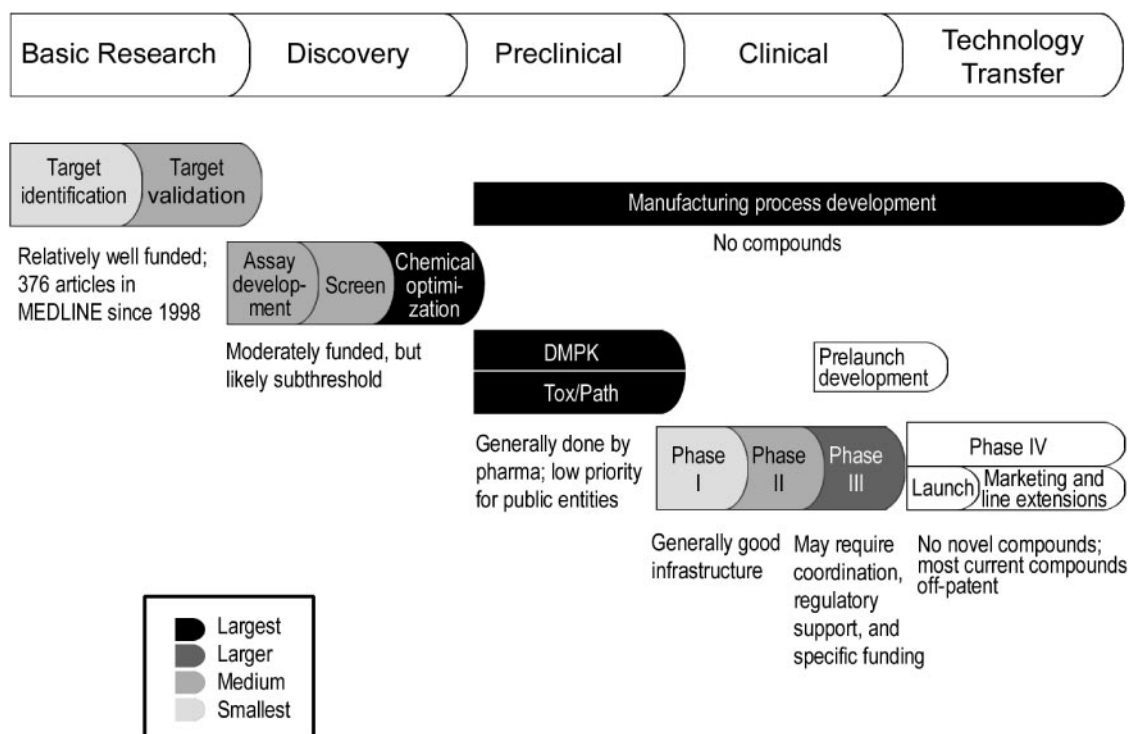 Basic Research
Discovery
Preclinical
Clinical
Technology
Transfer
Target
identification
Target
validation
Manufacturing process development
No compounds
Relatively well funded;
376 articles in
MEDLINE since 1998
Assay
develop-
ment
Screen
Chemical
optimi-
zation
Moderately funded, but
likely subthreshold
DMPK
Tox/Path
Prelaunch
development
Generally done by
pharma; low priority
for public entities
Phase
I
Phase
II
Phase
III
Phase IV
Launch
Marketing and
line extensions
Generally good
infrastructure
May require
coordination,
regulatory
support, and
specific funding
No novel compounds;
most current compounds
off-patent
Largest
Larger
Medium
Smallest